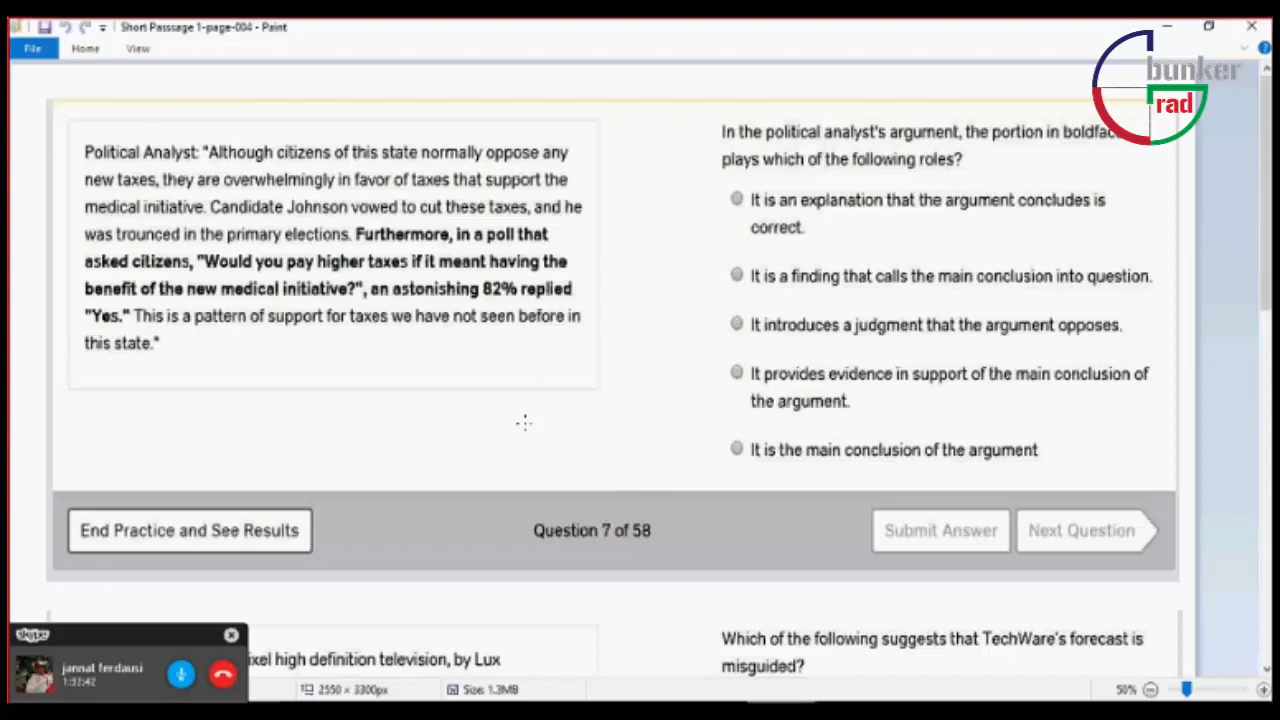 Short Passsage 1-page-004 - Paint
File Home View
bunker
rad
Political Analyst: "Although citizens of this state normally oppose any
new taxes, they are overwhelmingly in favor of taxes that support the
medical initiative. Candidate Johnson vowed to cut these taxes, and he
was trounced in the primary elections. Furthermore, in a poll that
asked citizens, "Would you pay higher taxes if it meant having the
benefit of the new medical initiative?", an astonishing 82% replied
"Yes." This is a pattern of support for taxes we have not seen before in
this state."
In the political analyst's argument, the portion in boldfac
plays which of the following roles?
It is an explanation that the argument concludes is
correct.
It is a finding that calls the main conclusion into question.
It introduces a judgment that the argument opposes.
It provides evidence in support of the main conclusion of
the argument.
It is the main conclusion of the argument
End Practice and See Results
Question 7 of 58
Submit Answer
Next Question
skype
jannat ferdausi
1:32:42
ixel high definition television, by Lux
Which of the following suggests that TechWare's forecast is
misguided?
2550 × 3300px
Size: 1.3MB
50%